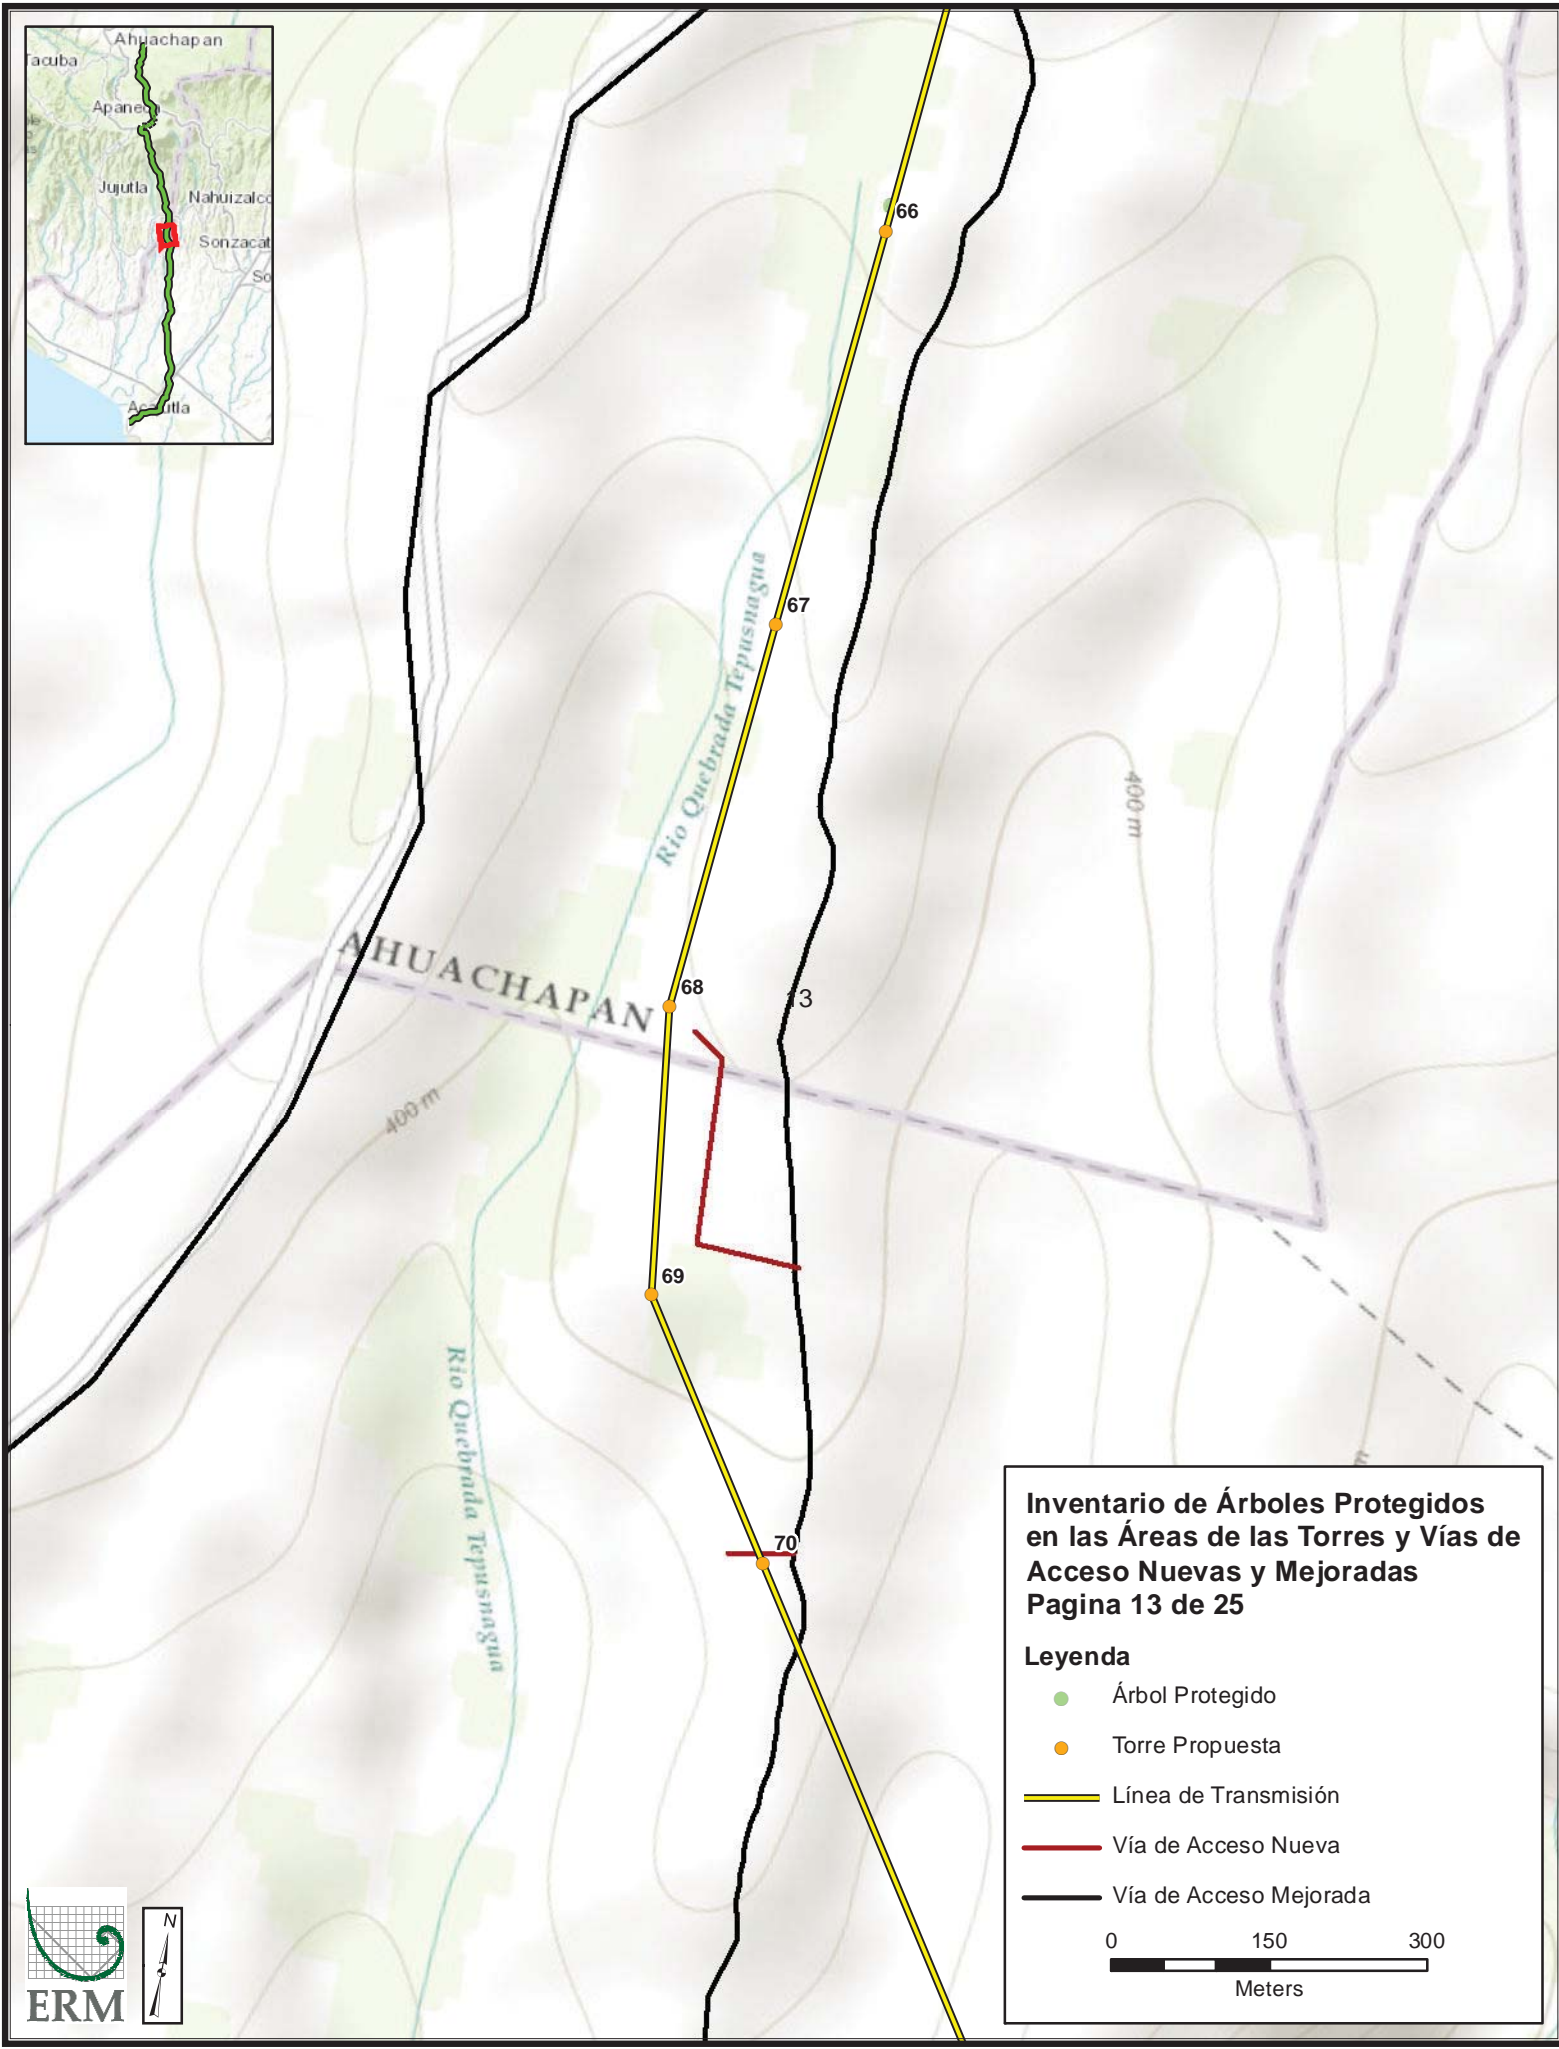 Ahuachapan
Tacuba
Jujutla
Nahuizalco
Sonzacat
So
66
67
Rio Quebrada Tepusnagua
400 m
AHUACHAPAN
68
13
400 m
69
Rio Quebrada Tepusnagua
70
m
Inventario de Árboles Protegidos
en las Áreas de las Torres y Vías de
Acceso Nuevas y Mejoradas
Pagina 13 de 25
Leyenda
Árbol Protegido
Torre Propuesta
Línea de Transmisión
Vía de Acceso Nueva
Vía de Acceso Mejorada
0 150 300
Meters
N
ERM